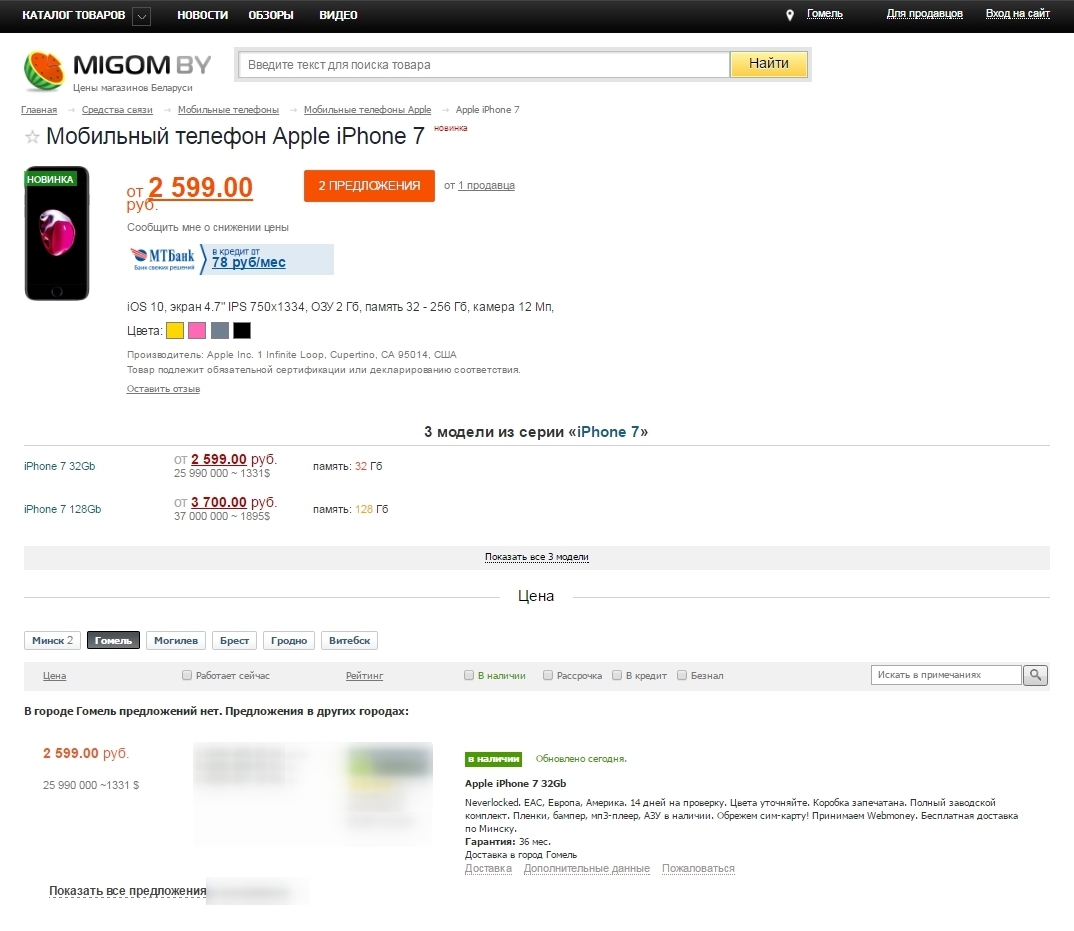 КАТАЛОГ ТОВАРОВ НОВОСТИ ОБЗОРЫ ВИДЕО Гомель Для продавцов Вход на сайт
MIGOM BY
Цены магазинов Беларуси
Введите текст для поиска товара Найти
Главная → Средства связи → Мобильные телефоны → Мобильные телефоны Apple → Apple iPhone 7
Мобильный телефон Apple iPhone 7 новинка
НОВИНКА
от 2 599.00
руб.
2 ПРЕДЛОЖЕНИЯ от 1 продавца
Сообщить мне о снижении цены
МТБанк
Банк свежих решений
в кредит от
78 руб/мес
iOS 10, экран 4.7" IPS 750x1334, ОЗУ 2 Гб, память 32 - 256 Гб, камера 12 Мп,
Цвета:
Производитель: Apple Inc. 1 Infinite Loop, Cupertino, CA 95014, США
Товар подлежит обязательной сертификации или декларированию соответствия.
Оставить отзыв
3 модели из серии «iPhone 7»
iPhone 7 32Gb от 2 599.00 руб. память: 32 Гб
25 990 000 ~ 1331$
iPhone 7 128Gb от 3 700.00 руб. память: 128 Гб
37 000 000 ~ 1895$
Показать все 3 модели
Цена
Минск 2 Гомель Могилев Брест Гродно Витебск
Цена Работает сейчас Рейтинг В наличии Рассрочка В кредит Безнал Искать в примечаниях
В городе Гомель предложений нет. Предложения в других городах:
2 599.00 руб.
25 990 000 ~1331 $
в наличии Обновлено сегодня.
Apple iPhone 7 32Gb
Neverlocked. EAC, Европа, Америка. 14 дней на проверку. Цвета уточняйте. Коробка запечатана. Полный заводской
комплект. Пленки, бампер, мп3-плеер, АЗУ в наличии. Обрежем сим-карту! Принимаем Webmoney. Бесплатная доставка
по Минску.
Гарантия: 36 мес.
Доставка в город Гомель
Доставка Дополнительные данные Пожаловаться
Показать все предложения